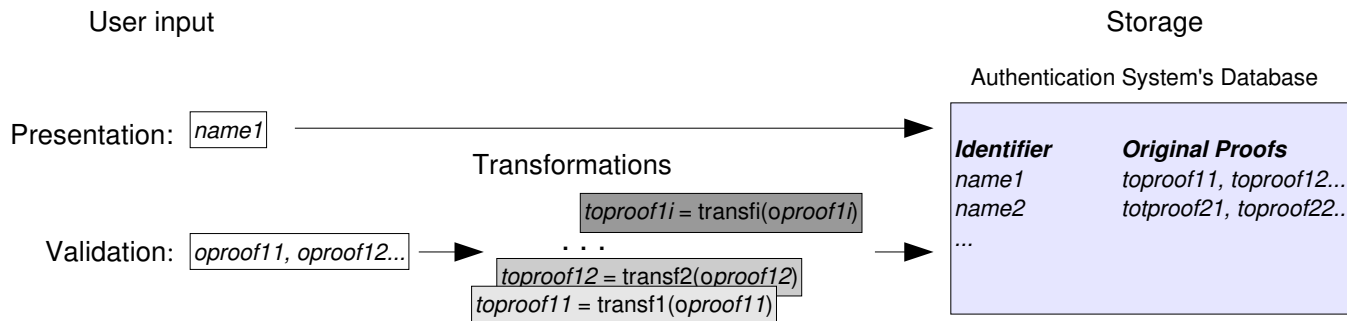 User input
Storage
Authentication System's Database
Presentation: name1
Identifier Original Proofs
Transformations
name1 toproof11, toproof12...
toproof1i = transfi(oproof1i)
name2 totproof21, toproof22...
Validation: oproof11, oproof12...
. . .
...
toproof12 = transf2(oproof12)
toproof11 = transf1(oproof11)